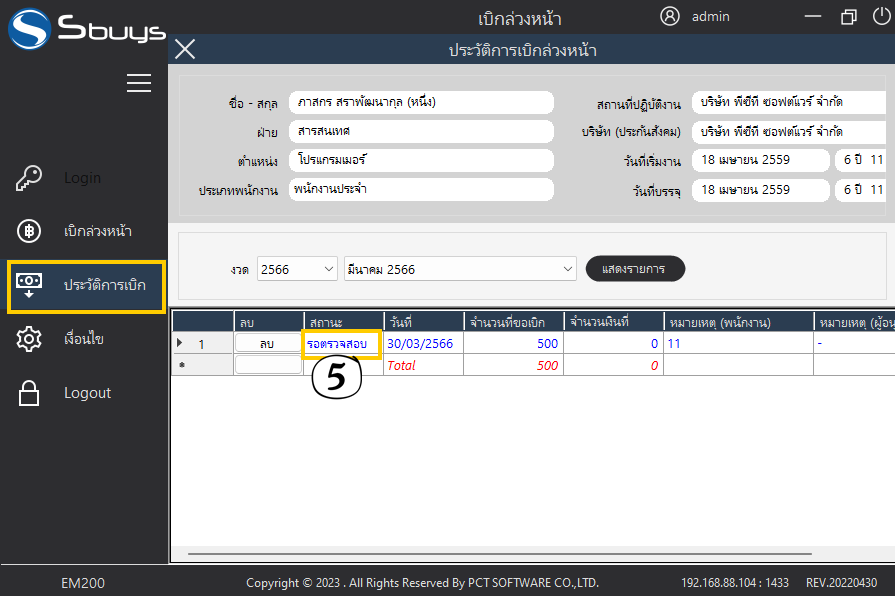 Sbuys
เบิกล่วงหน้า
admin
ประวัติการเบิกล่วงหน้า
ชื่อ - สกุล ภาสกร สราพัฒนากุล (หนึ่ง)
สถานที่ปฏิบัติงาน บริษัท พีซีที ซอฟต์แวร์ จำกัด
ฝ่าย สารสนเทศ
บริษัท (ประกันสังคม) บริษัท พีซีที ซอฟต์แวร์ จำกัด
ตำแหน่ง โปรแกรมเมอร์
วันที่เริ่มงาน 18 เมษายน 2559 6 ปี 11
ประเภทพนักงาน พนักงานประจำ
วันที่บรรจุ 18 เมษายน 2559 6 ปี 11
Login
เบิกล่วงหน้า
ประวัติการเบิก
เงื่อนไข
Logout
งวด 2566 มีนาคม 2566 แสดงรายการ
ลบ สถานะ วันที่ จำนวนที่ขอเบิก จำนวนเงินที่ หมายเหตุ (พนักงาน) หมายเหตุ (ผู้อน
1 ลบ รอตรวจสอบ 30/03/2566 500 0 11 -
Total 500 0
5
EM200
Copyright © 2023 . All Rights Reserved By PCT SOFTWARE CO.,LTD.
192.168.88.104 : 1433
REV.20220430